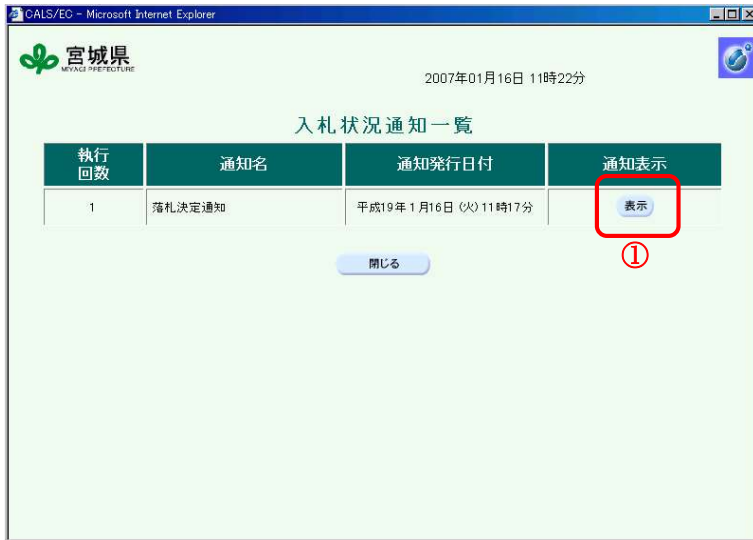 CALS/EC - Microsoft Internet Explorer
宮城県
MIYAGI PREFECTURE
2007年01月16日 11時22分
入札状況通知一覧
執行回数 通知名 通知発行日付 通知表示
1 落札決定通知 平成19年1月16日(火)11時17分 表示
①
閉じる